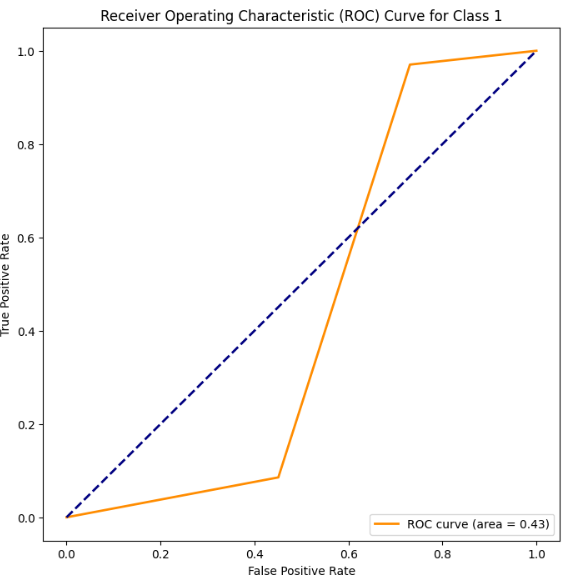 Receiver Operating Characteristic (ROC) Curve for Class 1
True Positive Rate
1.0
0.8
0.6
0.4
0.2
0.0
ROC curve (area = 0.43)
0.0 0.2 0.4 0.6 0.8 1.0
False Positive Rate